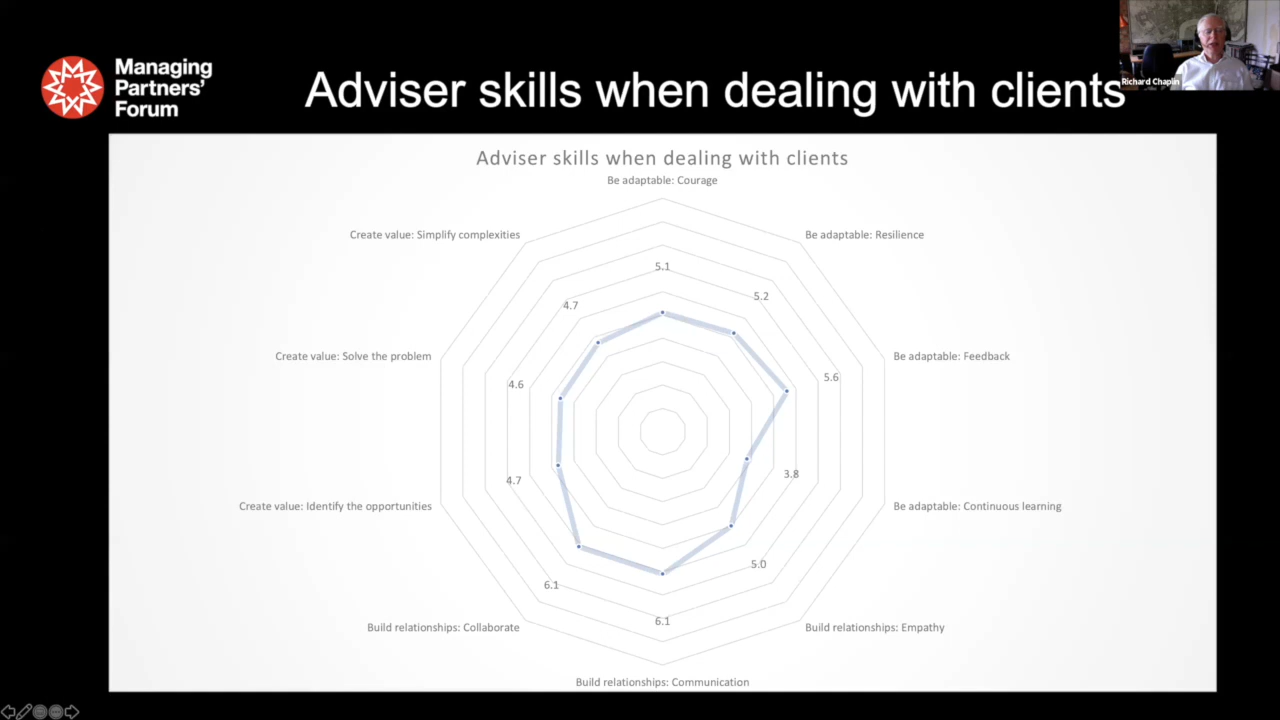 Managing
Partners'
Forum
Adviser skills when dealing with clients
Richard Chaplin
Adviser skills when dealing with clients
Be adaptable: Courage
Create value: Simplify complexities
Be adaptable: Resilience
5.1
4.7
5.2
Create value: Solve the problem
Be adaptable: Feedback
4.6
5.6
4.7
3.8
Create value: Identify the opportunities
Be adaptable: Continuous learning
5.0
6.1
6.1
Build relationships: Collaborate
Build relationships: Empathy
Build relationships: Communication